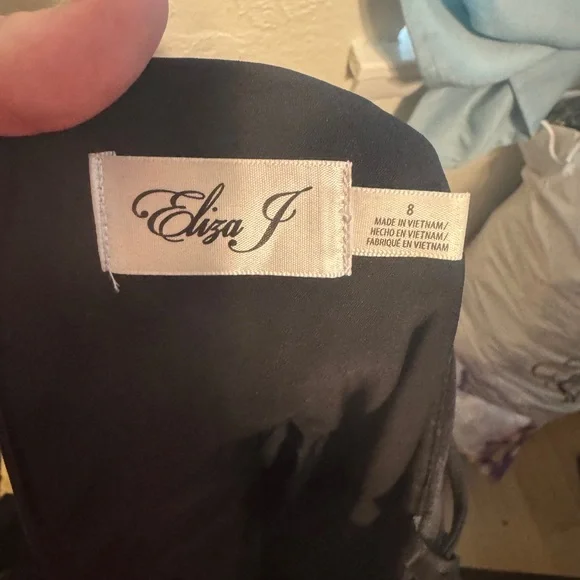 Eliza J
8
MADE IN VIETNAM/
HECHO EN VIETNAM/
FABRIQUÉ EN VIETNAM